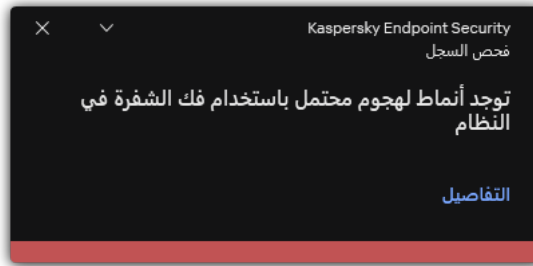 Kaspersky Endpoint Security
فحص السجل
توجد أنماط لهجوم محتمل باستخدام فك الشفرة في
النظام
التفاصيل